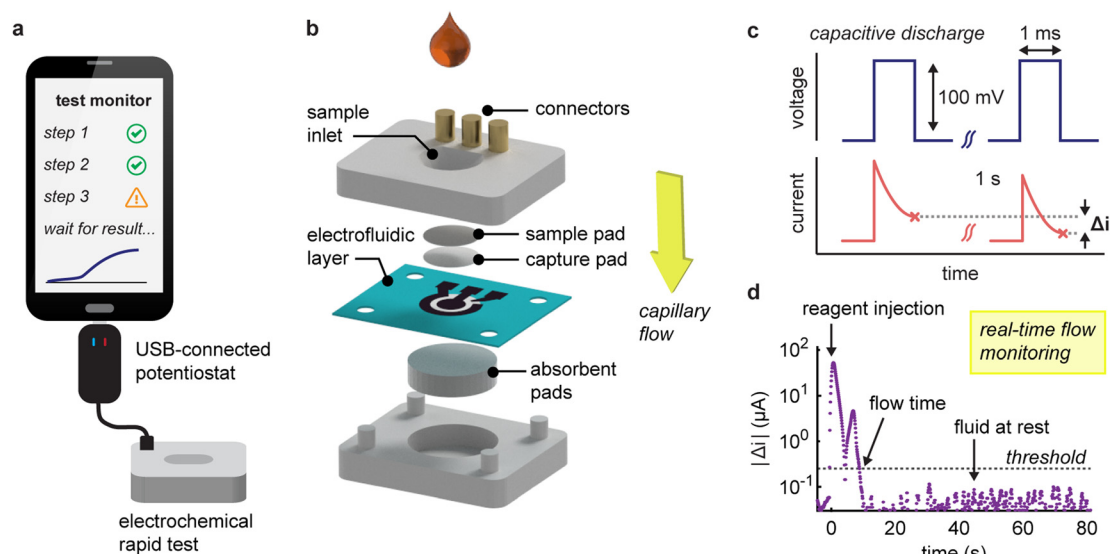 a
test monitor
step 1
step 2
step 3
wait for result...
USB-connected
potentiostat
electrochemical
rapid test
b
sample
inlet
connectors
electrofluidic
layer
sample pad
capture pad
capillary
flow
absorbent
pads
c
capacitive discharge
1 ms
voltage
100 mV
current
1 s
Δi
time
d
reagent injection
real-time flow
monitoring
|Δi| (µA)
10²
10¹
10⁰
10⁻¹
flow time
fluid at rest
threshold
0 20 40 60 80
time (s)